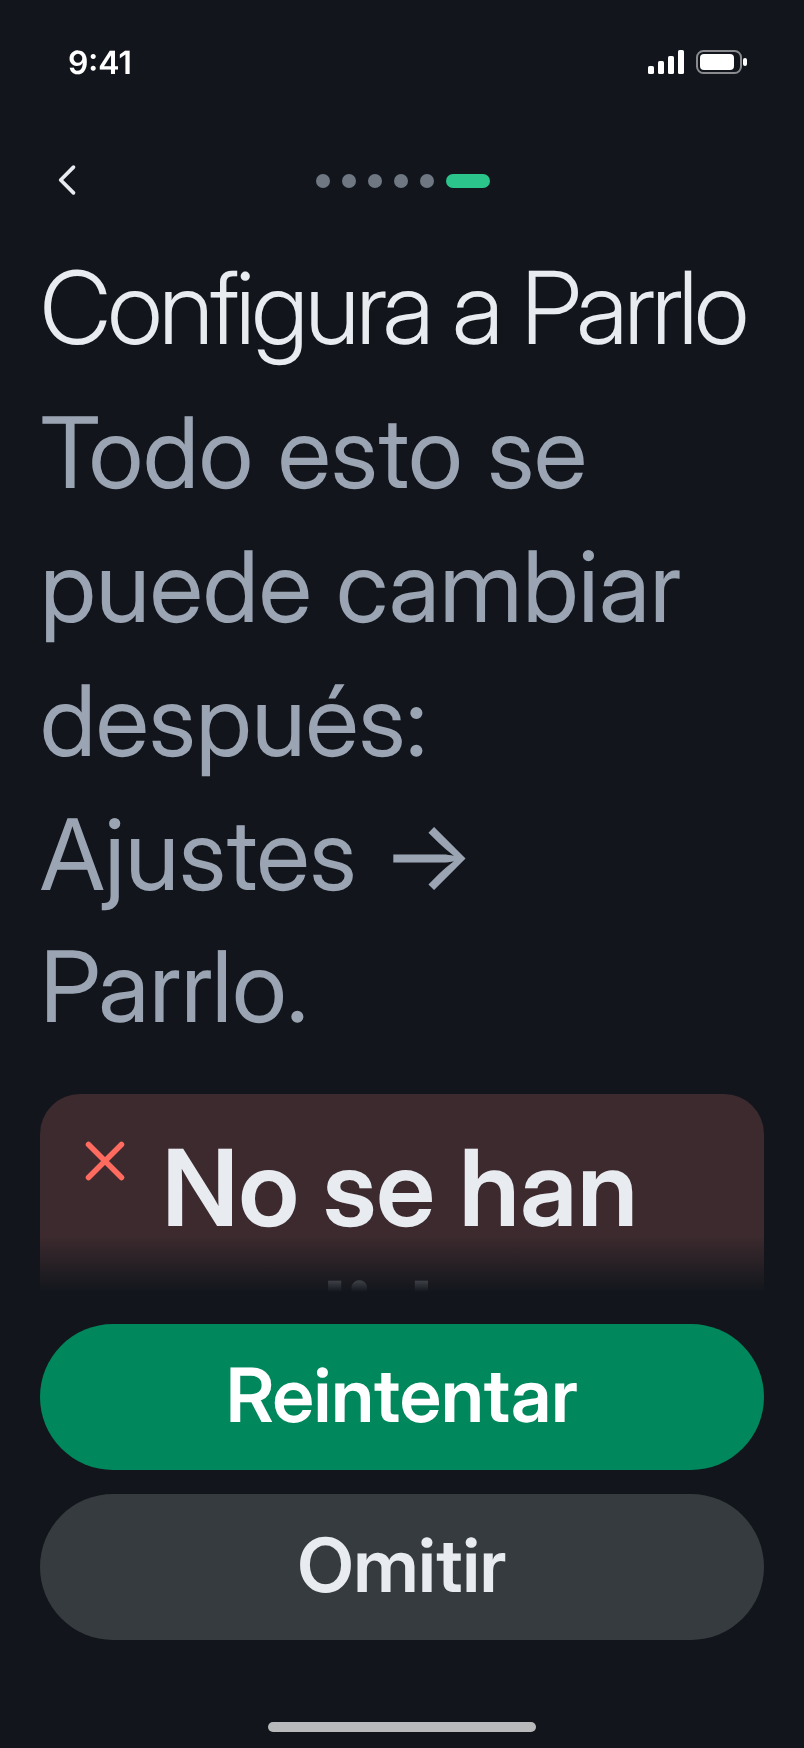 9:41
Configura a Parrlo
Todo esto se
puede cambiar
después:
Ajustes →
Parrlo.
No se han
Reintentar
Omitir